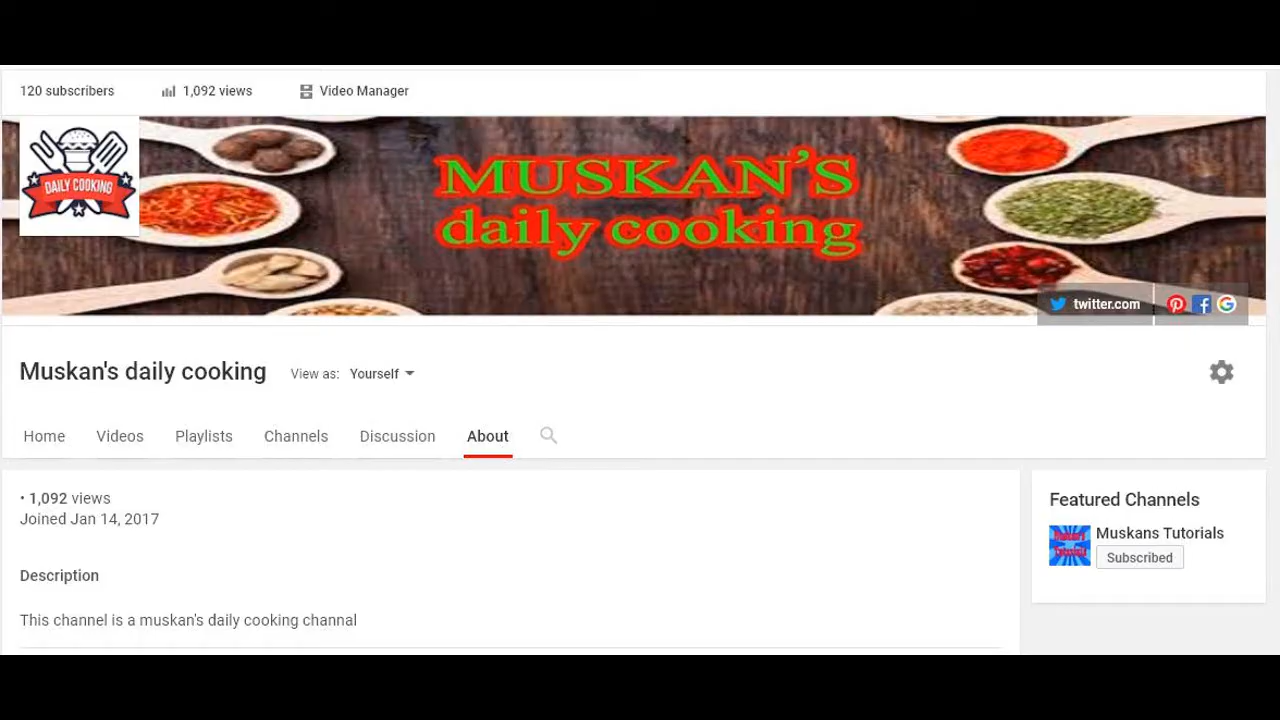 120 subscribers 1,092 views Video Manager
DAILY COOKING
MUSKAN'S
daily cooking
twitter.com
Muskan's daily cooking View as: Yourself
Home Videos Playlists Channels Discussion About
• 1,092 views
Joined Jan 14, 2017
Featured Channels
Muskans Tutorials
Subscribed
Description
This channel is a muskan's daily cooking channal